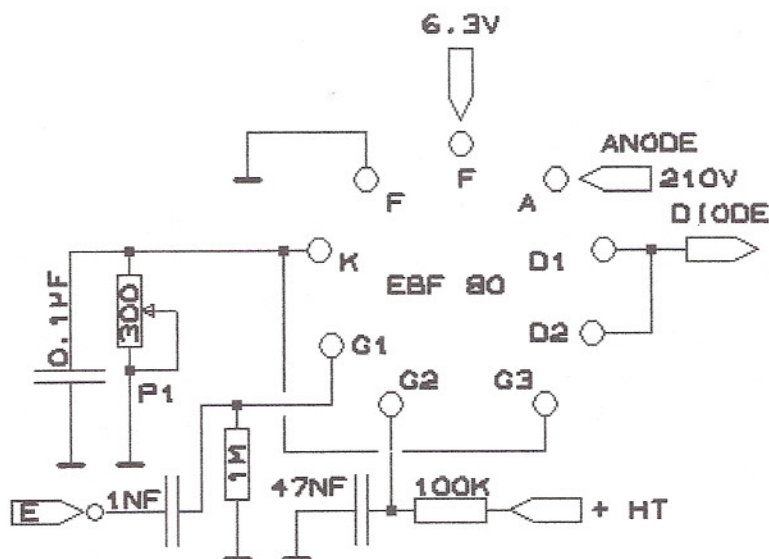 6.3V
ANODE
F
F
A
210V
DIODE
K
D1
EBF 80
0.1µF
300
G1
D2
P1
G2
G3
1M
E
1NF
47NF
100K
+ HT